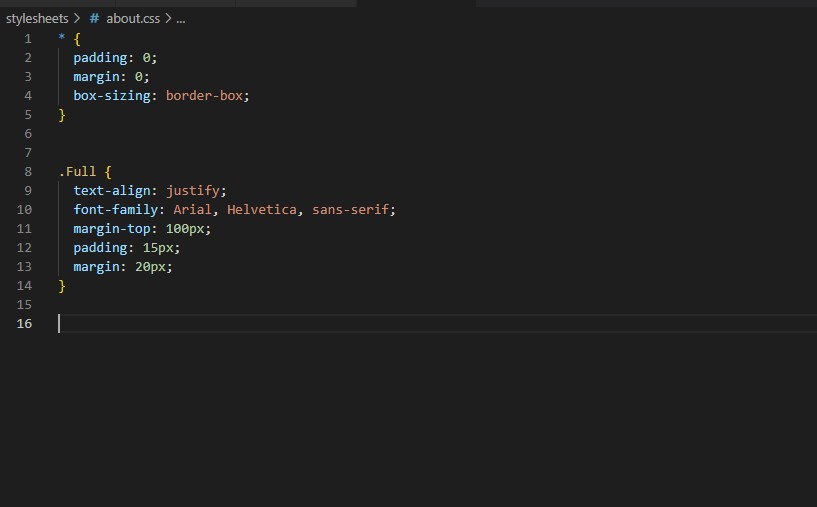 stylesheets > # about.css > ...
1 * {
2 padding: 0;
3 margin: 0;
4 box-sizing: border-box;
5 }
6
7
8 .Full {
9 text-align: justify;
10 font-family: Arial, Helvetica, sans-serif;
11 margin-top: 100px;
12 padding: 15px;
13 margin: 20px;
14 }
15
16